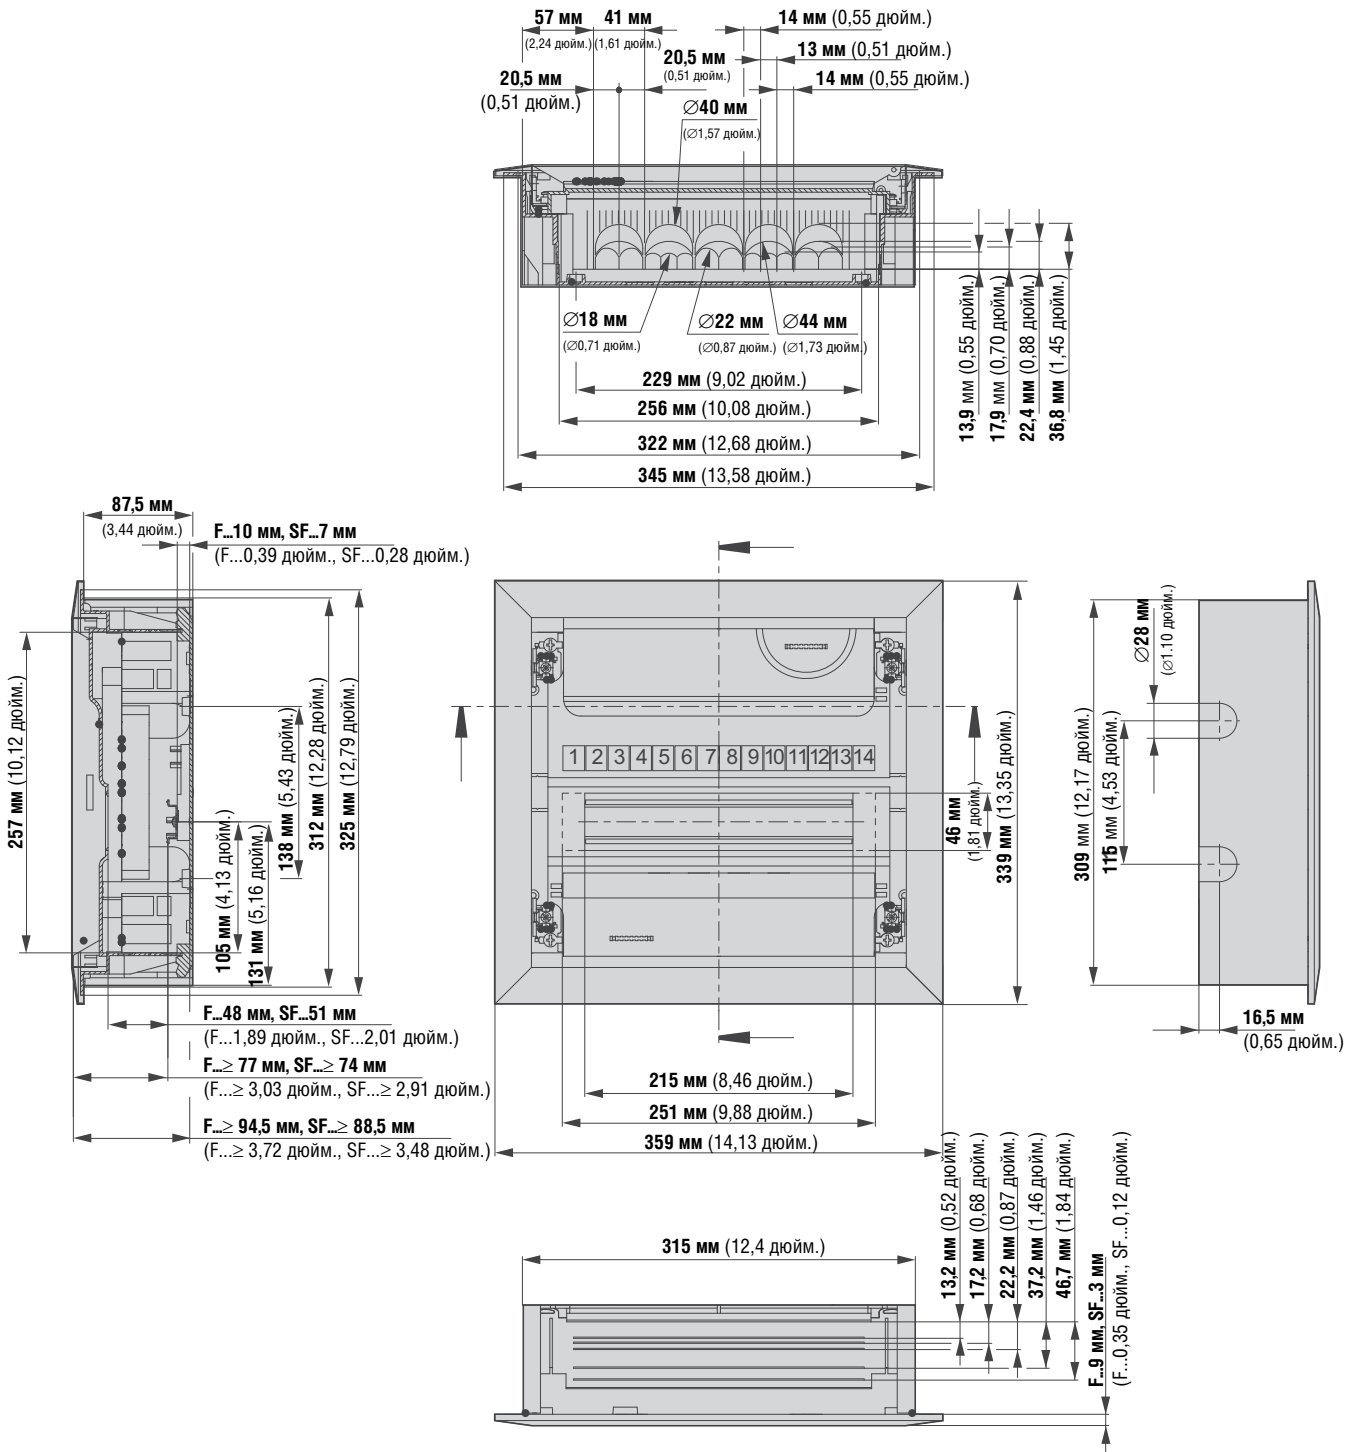 57 мм
(2,24 дюйм.)
41 мм
(1,61 дюйм.)
14 мм (0,55 дюйм.)
13 мм (0,51 дюйм.)
14 мм (0,55 дюйм.)
20,5 мм
(0,51 дюйм.)
20,5 мм
(0,51 дюйм.)
∅40 мм
(∅1,57 дюйм.)
∅18 мм
(∅0,71 дюйм.)
∅22 мм
(∅0,87 дюйм.)
∅44 мм
(∅1,73 дюйм.)
13,9 мм (0,55 дюйм.)
17,9 мм (0,70 дюйм.)
22,4 мм (0,88 дюйм.)
36,8 мм (1,45 дюйм.)
229 мм (9,02 дюйм.)
256 мм (10,08 дюйм.)
322 мм (12,68 дюйм.)
345 мм (13,58 дюйм.)
87,5 мм
(3,44 дюйм.)
F...10 мм, SF...7 мм
(F...0,39 дюйм., SF...0,28 дюйм.)
257 мм (10,12 дюйм.)
105 мм (4,13 дюйм.)
131 мм (5,16 дюйм.)
138 мм (5,43 дюйм.)
312 мм (12,28 дюйм.)
325 мм (12,79 дюйм.)
F...48 мм, SF...51 мм
(F...1,89 дюйм., SF...2,01 дюйм.)
F...≥ 77 мм, SF...≥ 74 мм
(F...≥ 3,03 дюйм., SF...≥ 2,91 дюйм.)
F...≥ 94,5 мм, SF...≥ 88,5 мм
(F...≥ 3,72 дюйм., SF...≥ 3,48 дюйм.)
1 2 3 4 5 6 7 8 9 10 11 12 13 14
46 мм
(1,81 дюйм.)
339 мм (13,35 дюйм.)
215 мм (8,46 дюйм.)
251 мм (9,88 дюйм.)
359 мм (14,13 дюйм.)
∅28 мм
(∅1.10 дюйм.)
309 мм (12,17 дюйм.)
115 мм (4,53 дюйм.)
16,5 мм
(0,65 дюйм.)
315 мм (12,4 дюйм.)
13,2 мм (0,52 дюйм.)
17,2 мм (0,68 дюйм.)
22,2 мм (0,87 дюйм.)
37,2 мм (1,46 дюйм.)
46,7 мм (1,84 дюйм.)
F...9 мм, SF...3 мм
(F...0,35 дюйм., SF...0,12 дюйм.)